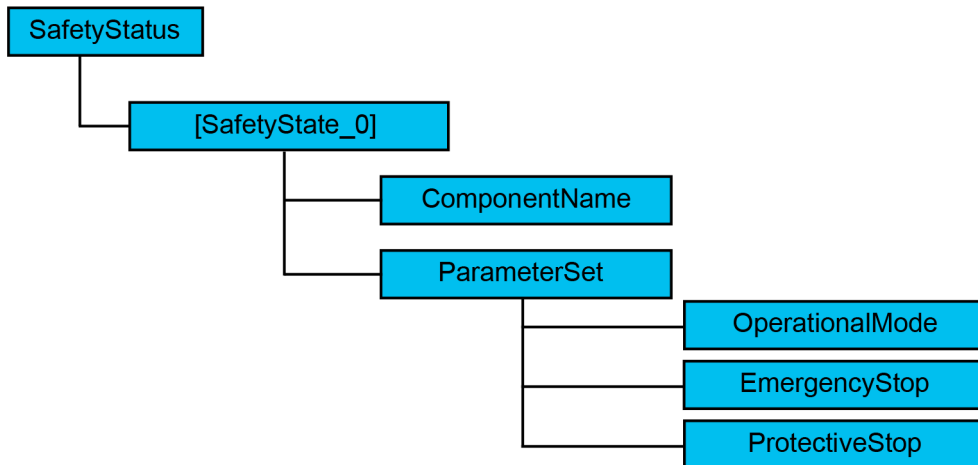 SafetyStatus
[SafetyState_0]
ComponentName
ParameterSet
OperationalMode
EmergencyStop
ProtectiveStop